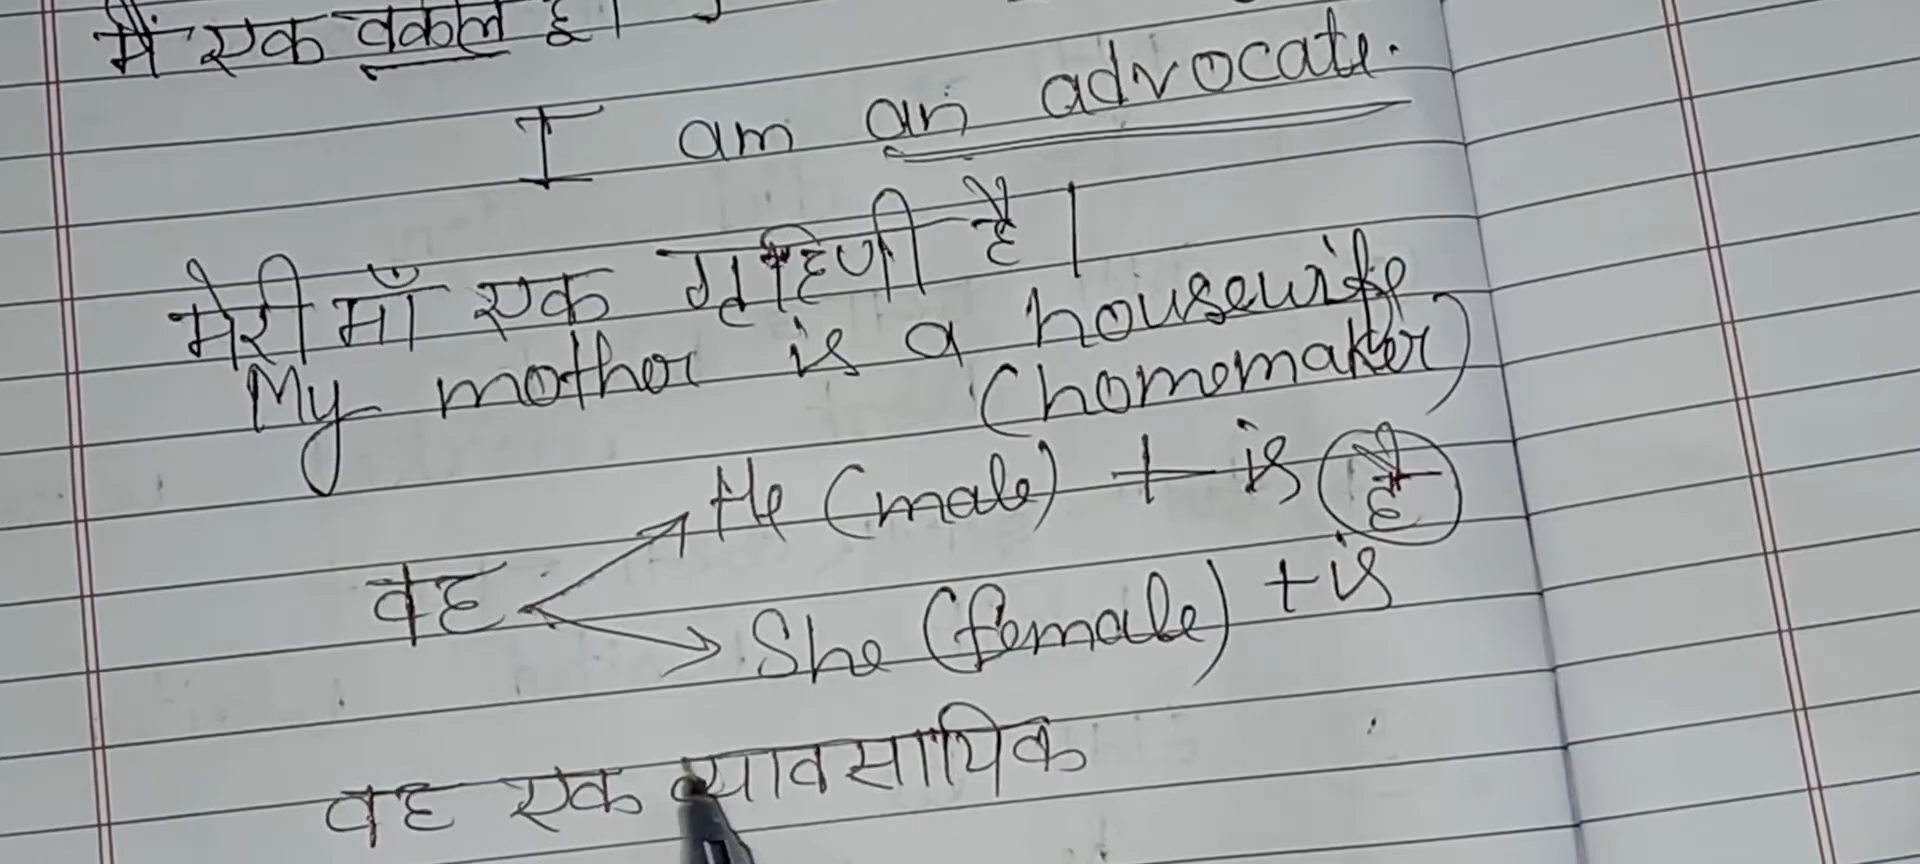 मैं एक वकील हूँ।
I am an advocate.
मेरी माँ एक गृहिणी है।
My mother is a housewife
(homemaker)
He (male) + is है
वह
She (female) + is
वह एक व्यावसायिक